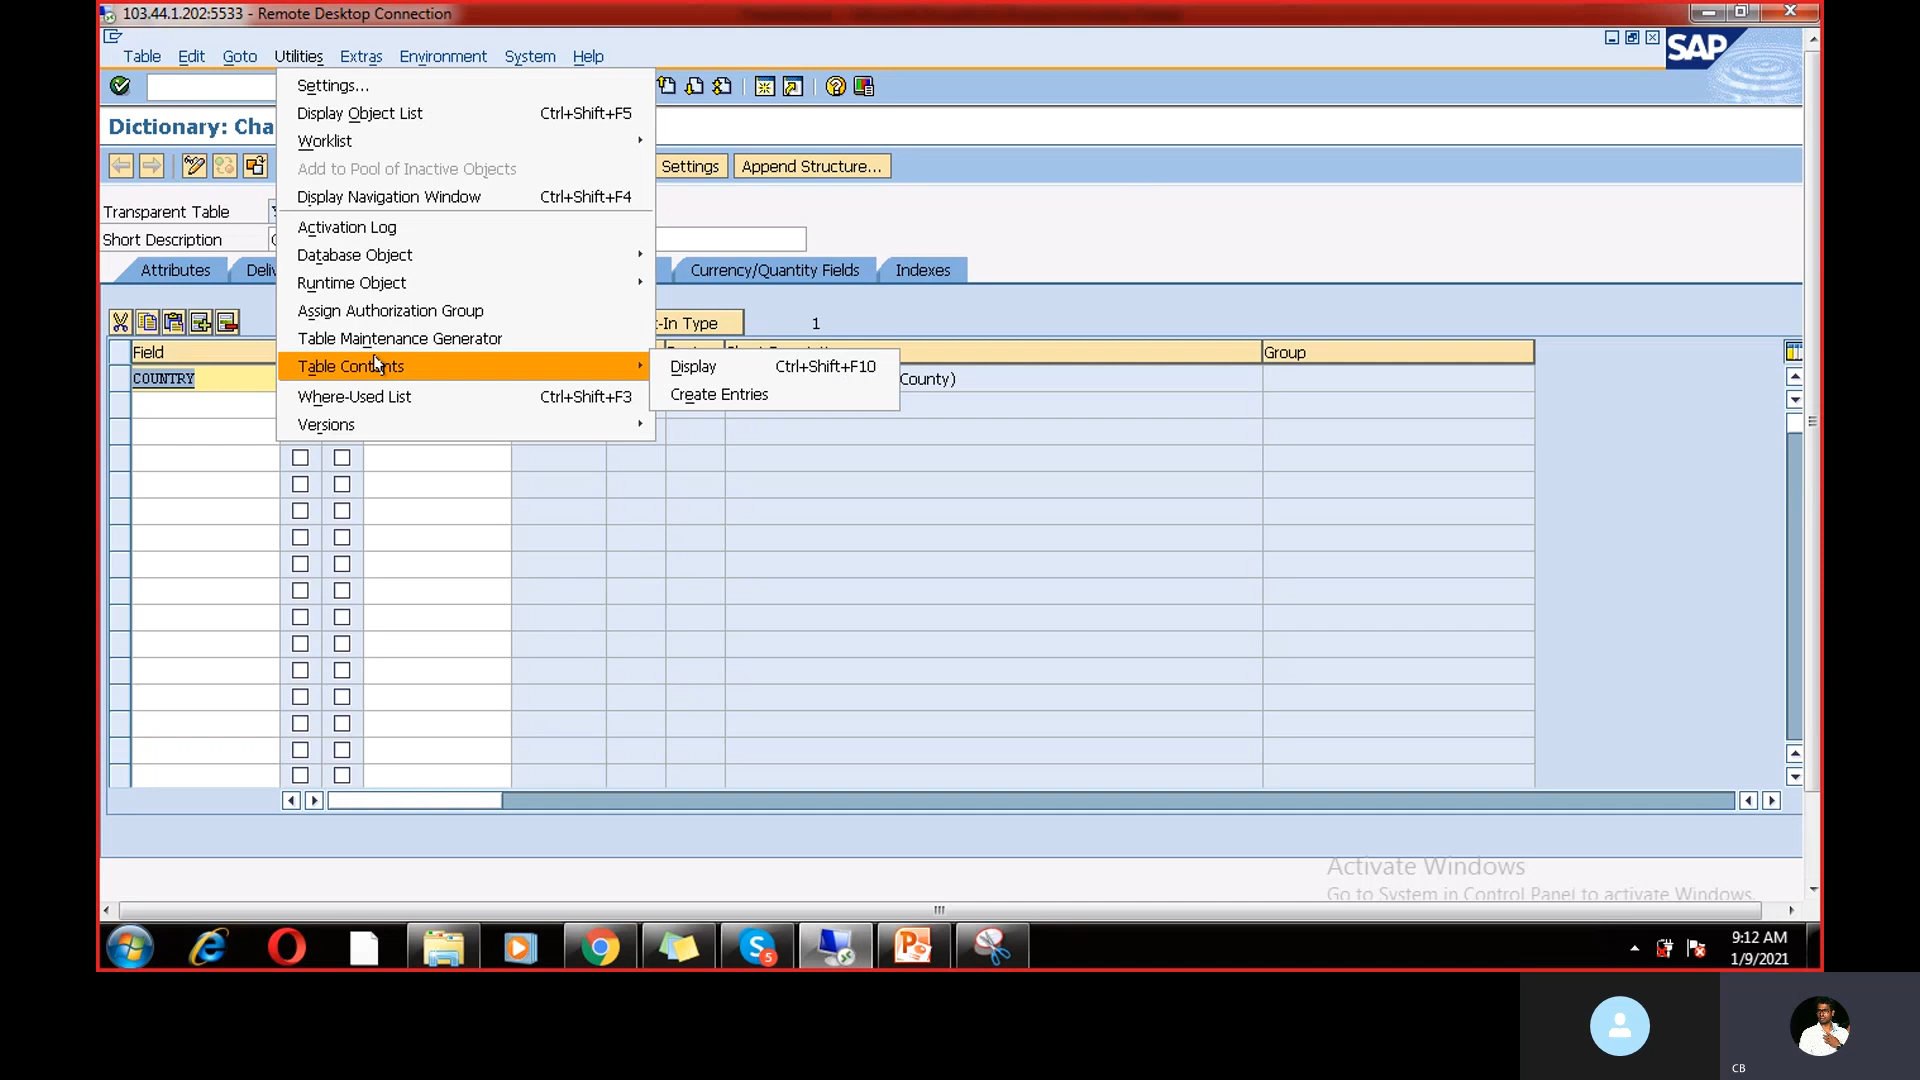 103.44.1.202:5533 - Remote Desktop Connection
Table Edit Goto Utilities Extras Environment System Help
SAP
Settings...
Display Object List Ctrl+Shift+F5
Dictionary: Cha
Worklist
Add to Pool of Inactive Objects
Settings Append Structure...
Display Navigation Window Ctrl+Shift+F4
Transparent Table
Activation Log
Short Description
Database Object
Attributes Deli Currency/Quantity Fields Indexes
Runtime Object
Assign Authorization Group
-In Type 1
Table Maintenance Generator
Field Group
Table Contents Display Ctrl+Shift+F10
COUNTRY County)
Where-Used List Ctrl+Shift+F3 Create Entries
Versions
Activate Windows
Go to System in Control Panel to activate Windows.
5
9:12 AM
1/9/2021
CB